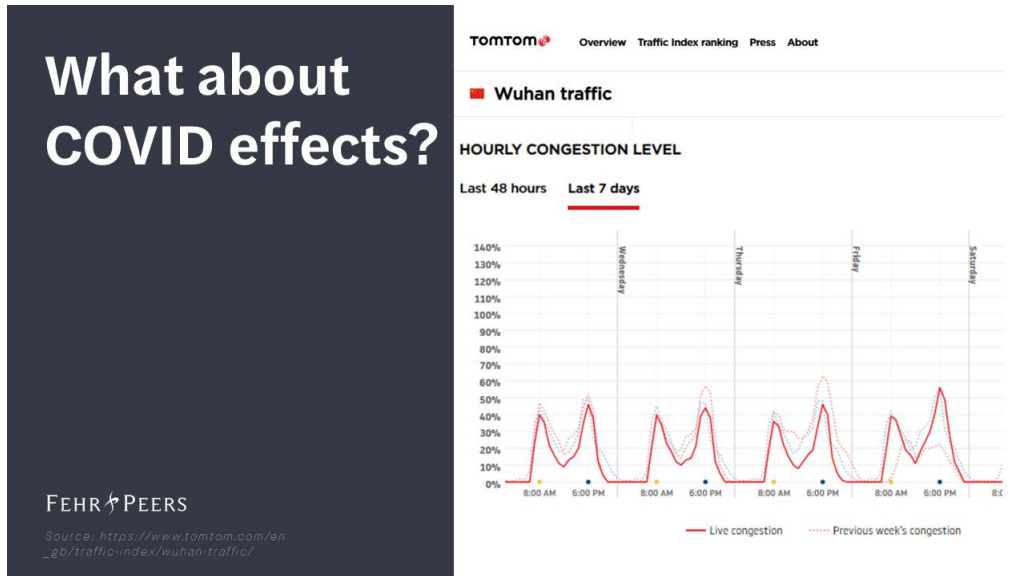 What about
COVID effects?
FEHR PEERS
Source: https://www.tomtom.com/en
_gb/traffic-index/wuhan-traffic/
TOMTOM
Overview Traffic Index ranking Press About
Wuhan traffic
HOURLY CONGESTION LEVEL
Last 48 hours Last 7 days
140%
130%
120%
110%
100%
90%
80%
70%
60%
50%
40%
30%
20%
10%
0%
Wednesday
Thursday
Friday
Saturday
8:00 AM 6:00 PM 8:00 AM 6:00 PM 8:00 AM 6:00 PM 8:00 AM 6:00 PM 8:0
Live congestion Previous week's congestion